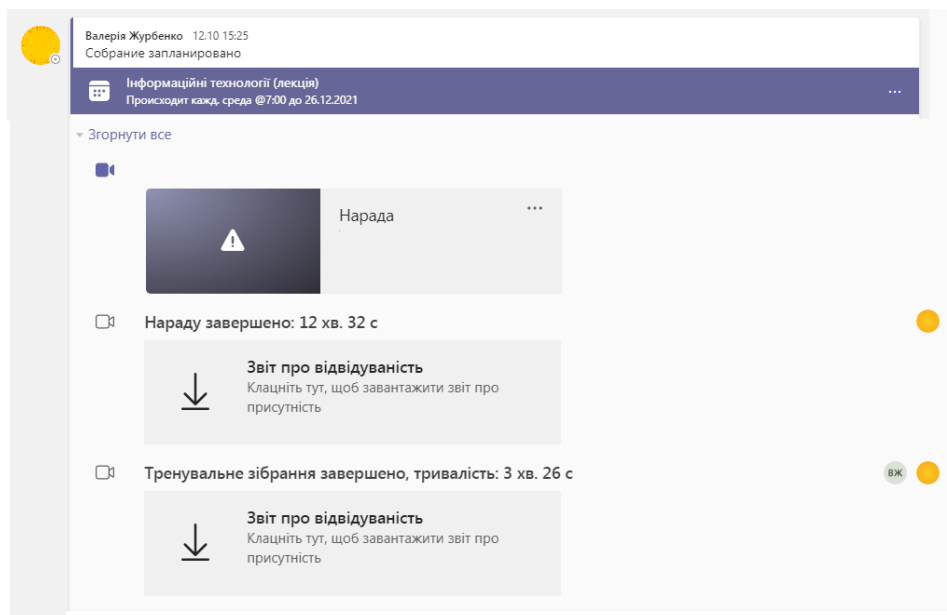 Валерія Журбенко 12.10 15:25
Собрание запланировано
Інформаційні технології (лекція)
Происходит кажд. среда @7:00 до 26.12.2021
Згорнути все
Нарада
Нараду завершено: 12 хв. 32 с
Звіт про відвідуваність
Клацніть тут, щоб завантажити звіт про
присутність
Тренувальне зібрання завершено, тривалість: 3 хв. 26 с
ВЖ
Звіт про відвідуваність
Клацніть тут, щоб завантажити звіт про
присутність